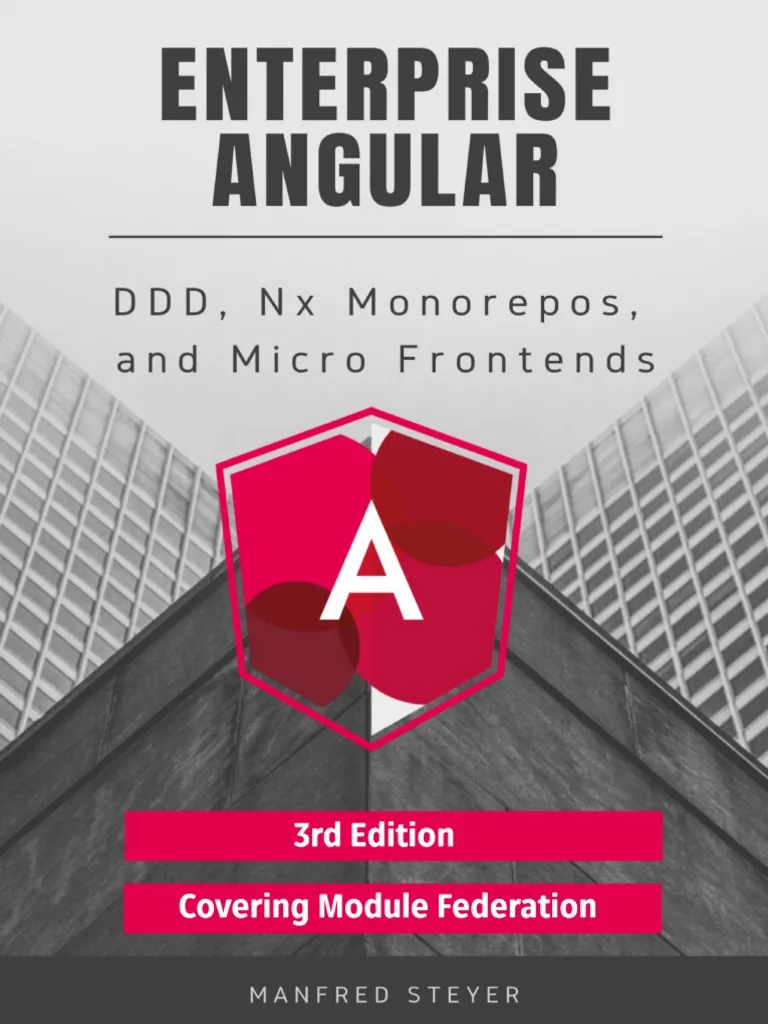 ENTERPRISE
ANGULAR
DDD, Nx Monorepos,
and Micro Frontends
A
3rd Edition
Covering Module Federation
MANFRED STEYER